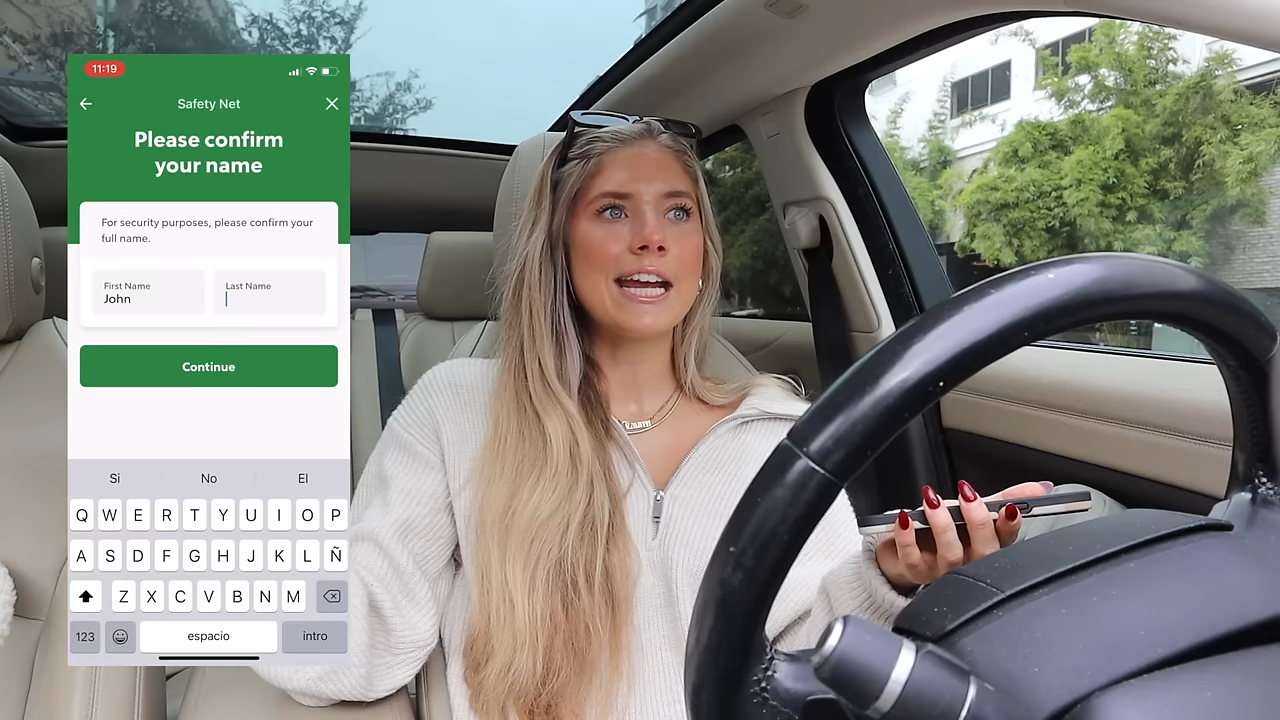 11:19
Safety Net
Please confirm
your name
For security purposes, please confirm your
full name.
First Name
John
Last Name
Continue
Si
No
El
Q W E R T Y U I O P
A S D F G H J K L Ñ
Z X C V B N M
123
espacio
intro